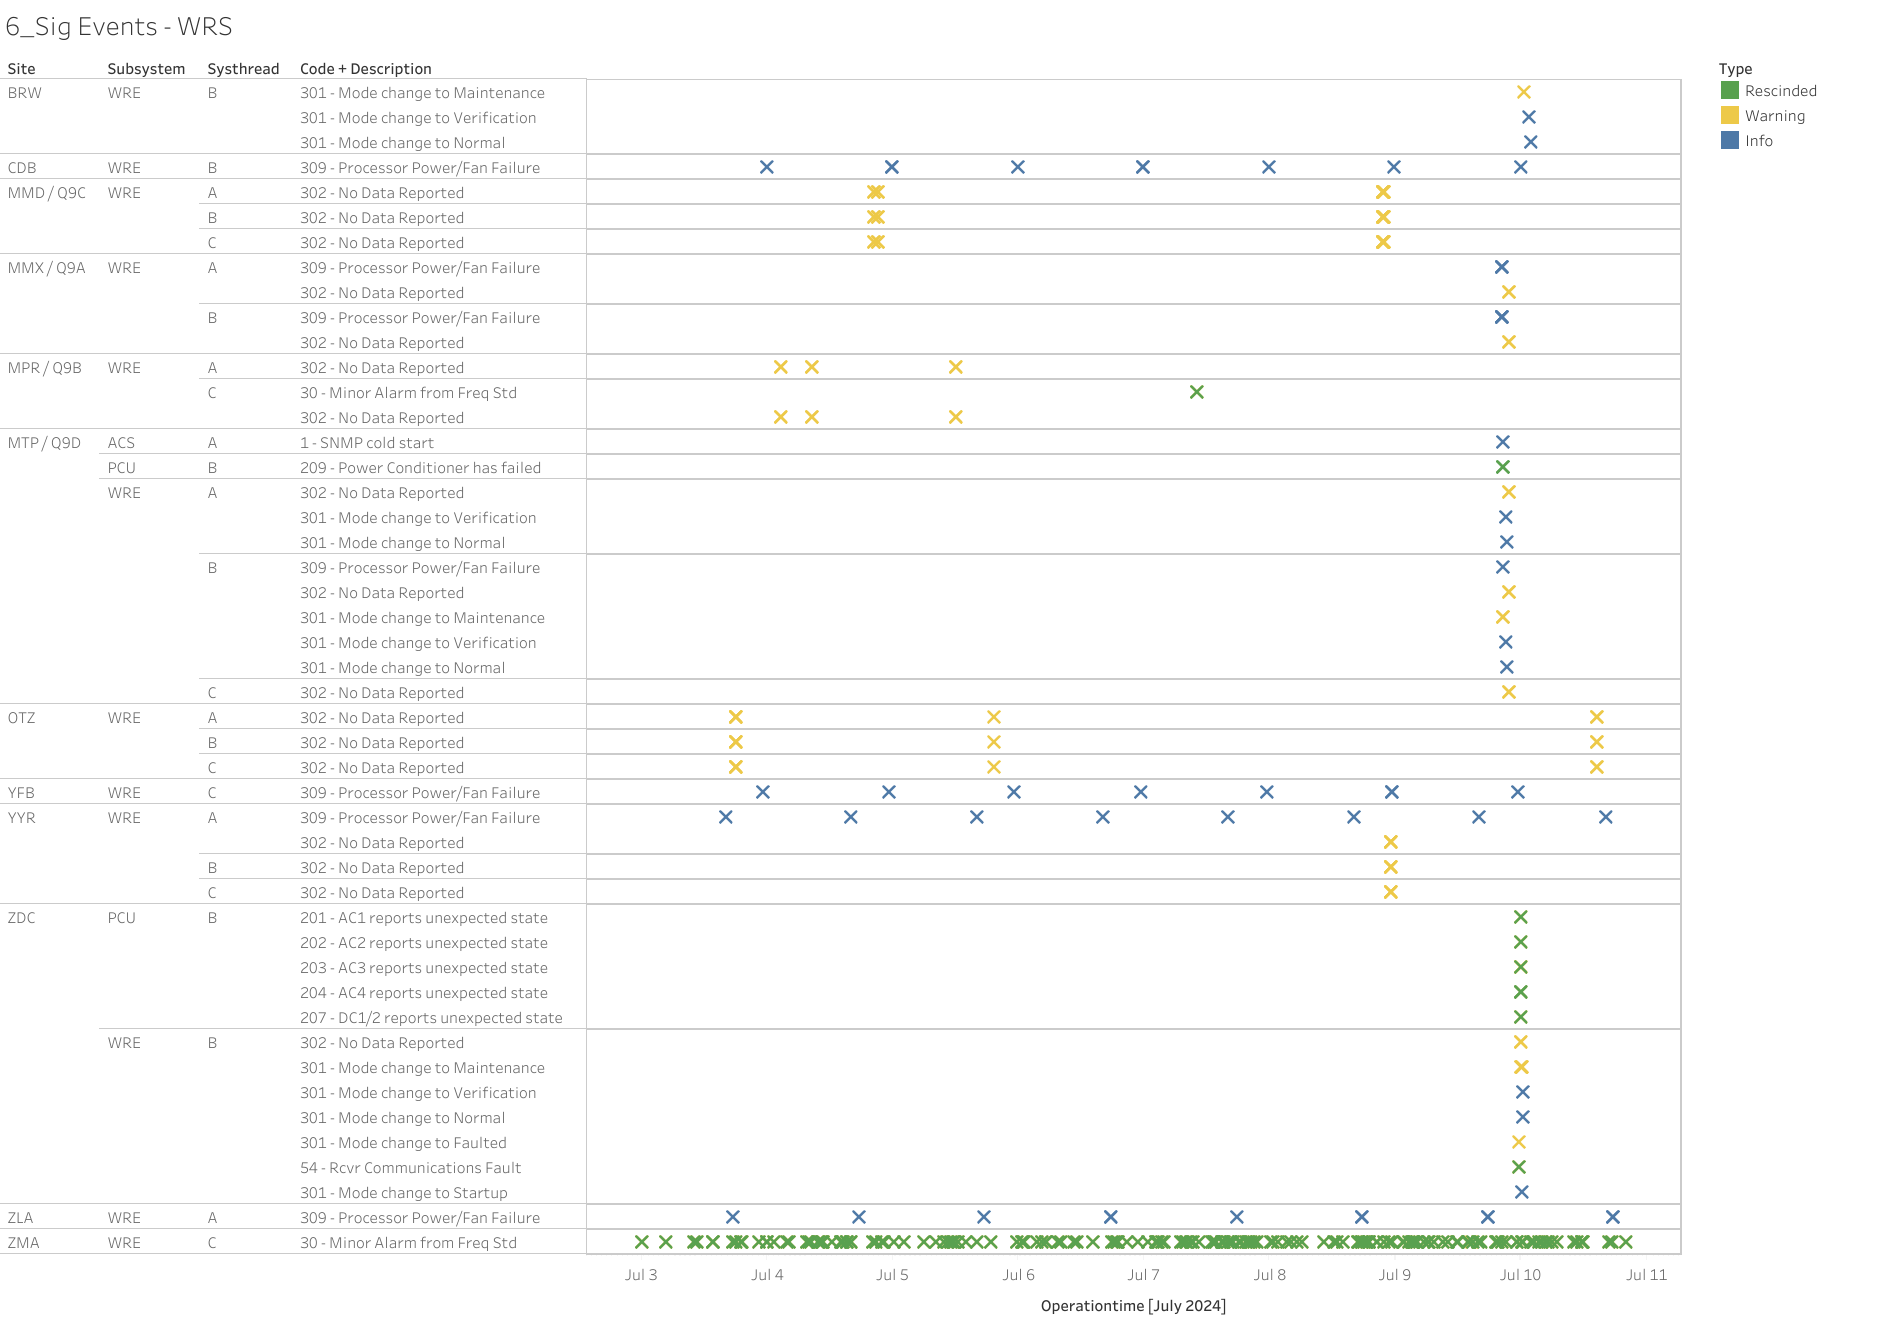 6_Sig Events - WRS
Site Subsystem Systhread Code + Description
Type
Rescinded
Warning
Info
BRW WRE B 301 - Mode change to Maintenance
301 - Mode change to Verification
301 - Mode change to Normal
CDB WRE B 309 - Processor Power/Fan Failure
MMD / Q9C WRE A 302 - No Data Reported
B 302 - No Data Reported
C 302 - No Data Reported
MMX / Q9A WRE A 309 - Processor Power/Fan Failure
302 - No Data Reported
B 309 - Processor Power/Fan Failure
302 - No Data Reported
MPR / Q9B WRE A 302 - No Data Reported
C 30 - Minor Alarm from Freq Std
302 - No Data Reported
MTP / Q9D ACS A 1 - SNMP cold start
PCU B 209 - Power Conditioner has failed
WRE A 302 - No Data Reported
301 - Mode change to Verification
301 - Mode change to Normal
B 309 - Processor Power/Fan Failure
302 - No Data Reported
301 - Mode change to Maintenance
301 - Mode change to Verification
301 - Mode change to Normal
C 302 - No Data Reported
OTZ WRE A 302 - No Data Reported
B 302 - No Data Reported
C 302 - No Data Reported
YFB WRE C 309 - Processor Power/Fan Failure
YYR WRE A 309 - Processor Power/Fan Failure
302 - No Data Reported
B 302 - No Data Reported
C 302 - No Data Reported
ZDC PCU B 201 - AC1 reports unexpected state
202 - AC2 reports unexpected state
203 - AC3 reports unexpected state
204 - AC4 reports unexpected state
207 - DC1/2 reports unexpected state
WRE B 302 - No Data Reported
301 - Mode change to Maintenance
301 - Mode change to Verification
301 - Mode change to Normal
301 - Mode change to Faulted
54 - Rcvr Communications Fault
301 - Mode change to Startup
ZLA WRE A 309 - Processor Power/Fan Failure
ZMA WRE C 30 - Minor Alarm from Freq Std
Jul 3 Jul 4 Jul 5 Jul 6 Jul 7 Jul 8 Jul 9 Jul 10 Jul 11
Operationtime [July 2024]